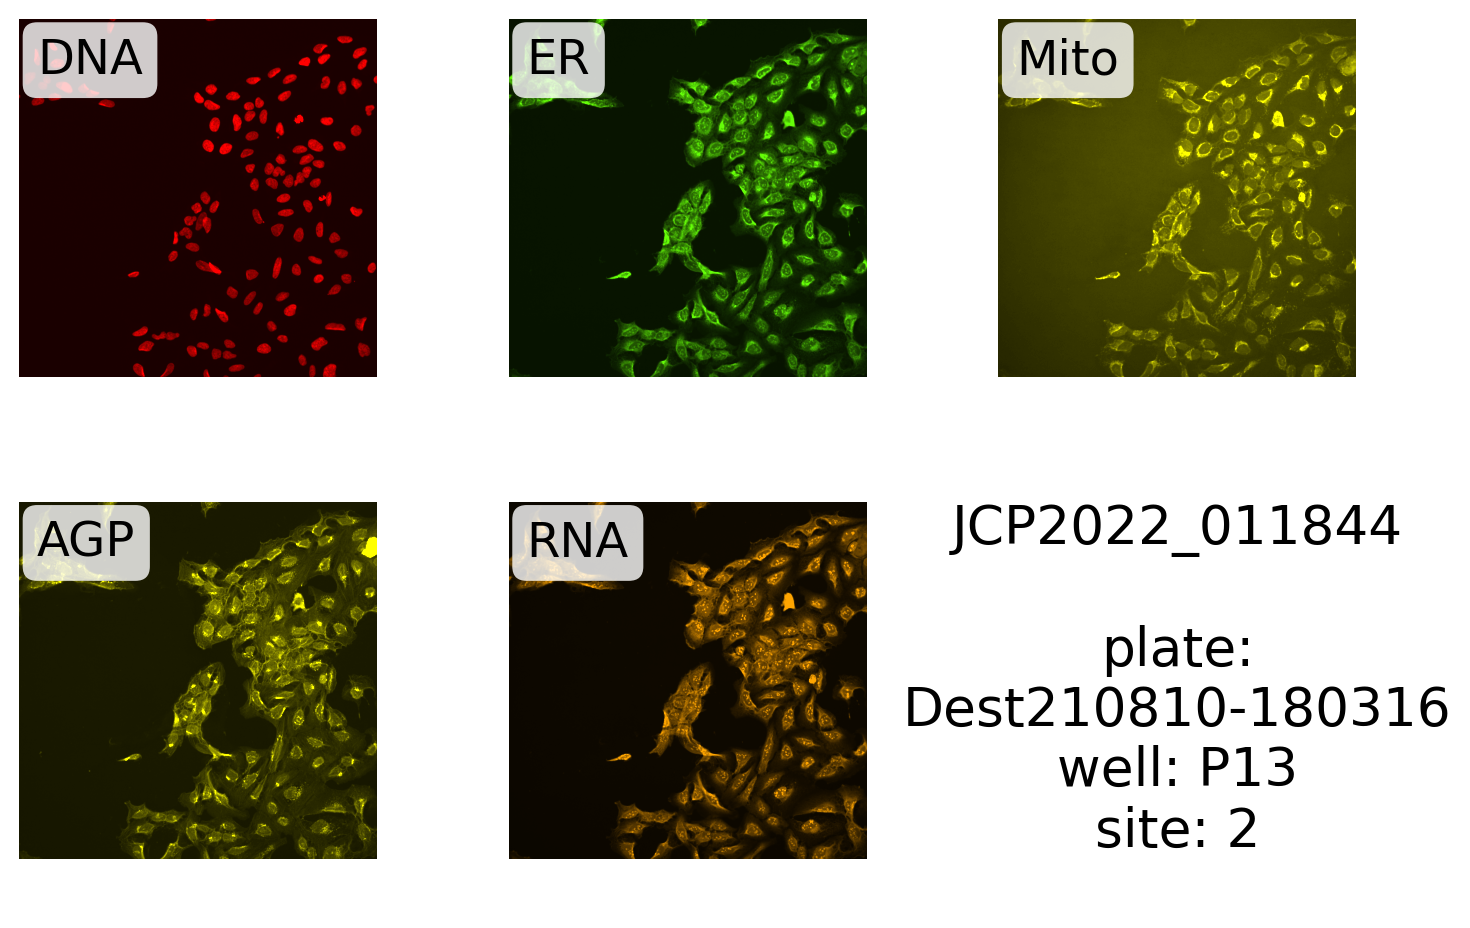 DNA
ER
Mito
AGP
RNA
JCP2022_011844
plate:
Dest210810-180316
well: P13
site: 2